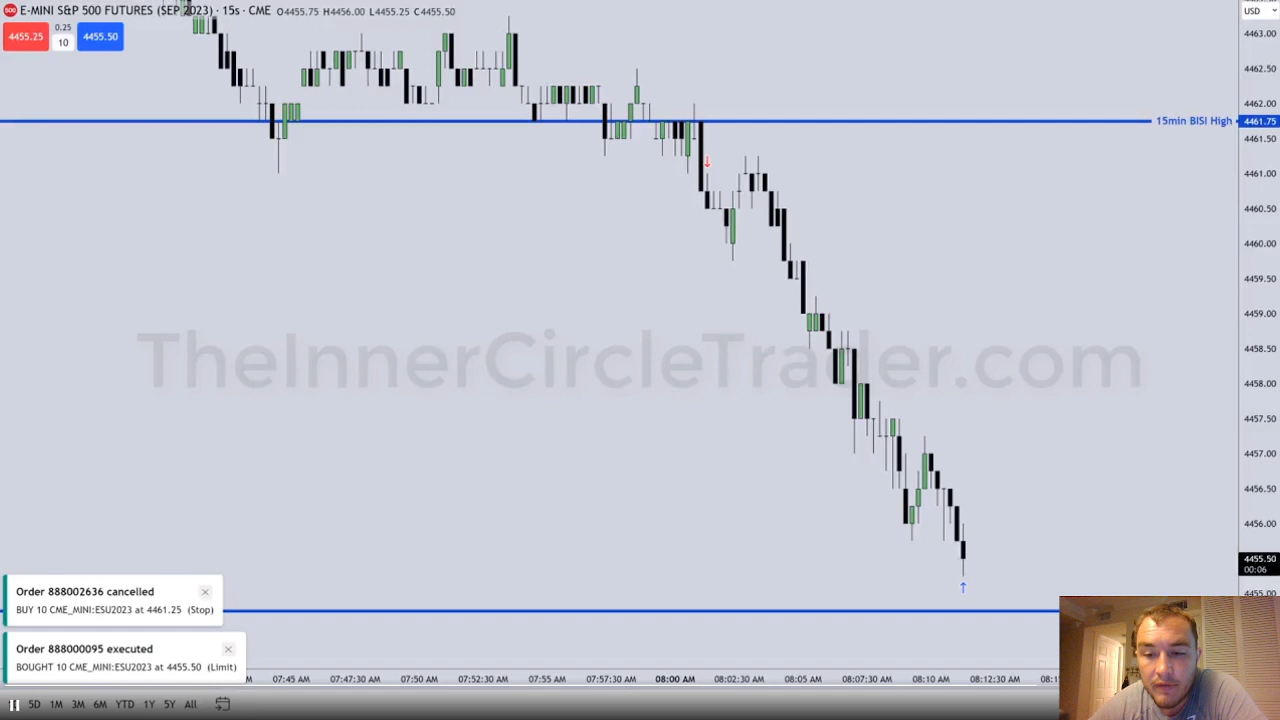 500 E-MINI S&P 500 FUTURES (SEP 2023) · 15s · CME O4455.75 H4456.00 L4455.25 C4455.50
USD
4455.25 0.25 10 4455.50
4463.00
4462.50
4462.00
15min BISI High 4461.75
4461.50
4461.00
4460.50
4460.00
4459.50
4459.00
4458.50
TheInnerCircleTrader.com
4458.00
4457.50
4457.00
4456.50
4456.00
4455.50
00:06
4455.00
Order 888002636 cancelled
BUY 10 CME_MINI:ESU2023 at 4461.25 (Stop)
Order 888000095 executed
BOUGHT 10 CME_MINI:ESU2023 at 4455.50 (Limit)
07:45 AM 07:47:30 AM 07:50 AM 07:52:30 AM 07:55 AM 07:57:30 AM 08:00 AM 08:02:30 AM 08:05 AM 08:07:30 AM 08:10 AM 08:12:30 AM
5D 1M 3M 6M YTD 1Y 5Y All